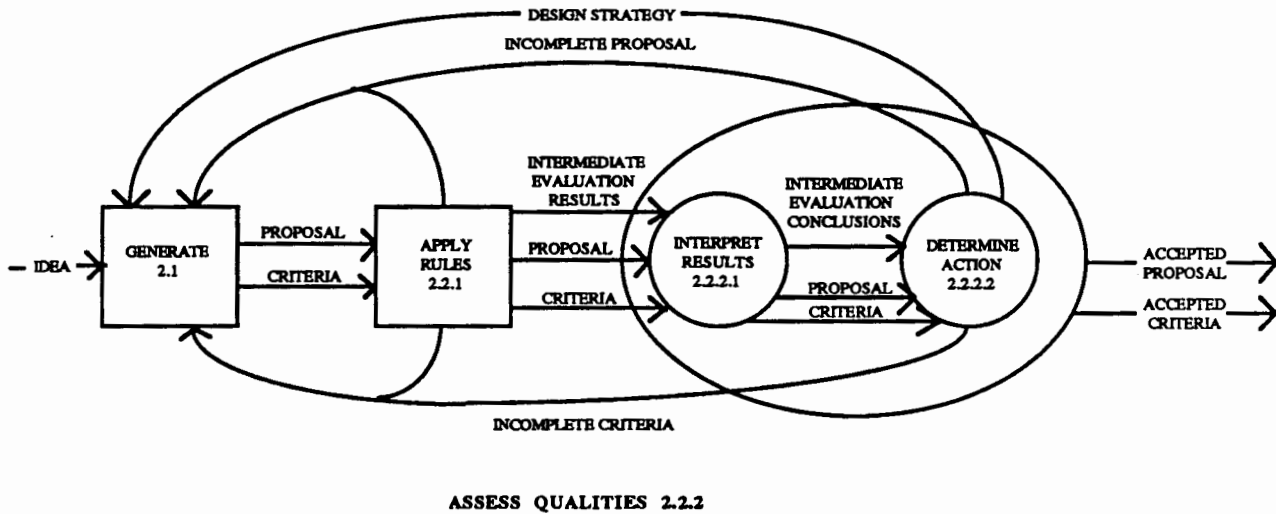 DESIGN STRATEGY
INCOMPLETE PROPOSAL
INTERMEDIATE
EVALUATION
RESULTS
INTERMEDIATE
EVALUATION
CONCLUSIONS
IDEA
GENERATE
2.1
PROPOSAL
CRITERIA
APPLY
RULES
2.2.1
PROPOSAL
CRITERIA
INTERPRET
RESULTS
2.2.2.1
PROPOSAL
CRITERIA
DETERMINE
ACTION
2.2.2.2
ACCEPTED
PROPOSAL
ACCEPTED
CRITERIA
INCOMPLETE CRITERIA
ASSESS QUALITIES 2.2.2